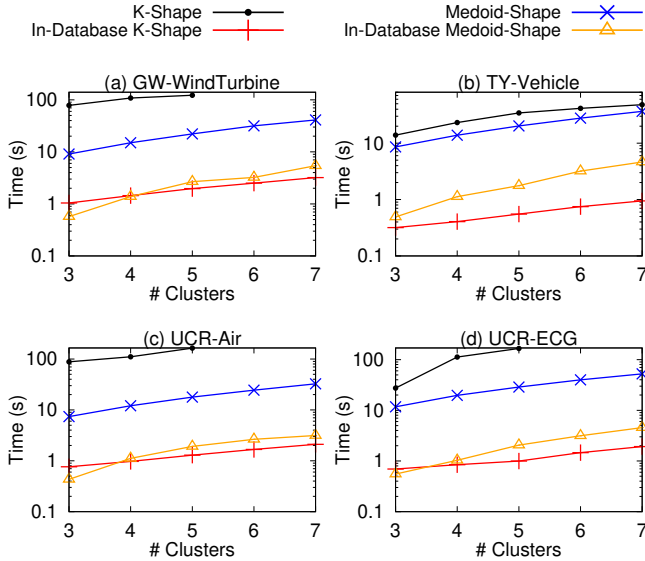 K-Shape
In-Database K-Shape
Medoid-Shape
In-Database Medoid-Shape
(a) GW-WindTurbine
Time (s)
100
10
1
0.1
3 4 5 6 7
# Clusters
(b) TY-Vehicle
Time (s)
10
1
0.1
3 4 5 6 7
# Clusters
(c) UCR-Air
Time (s)
100
10
1
0.1
3 4 5 6 7
# Clusters
(d) UCR-ECG
Time (s)
100
10
1
0.1
3 4 5 6 7
# Clusters